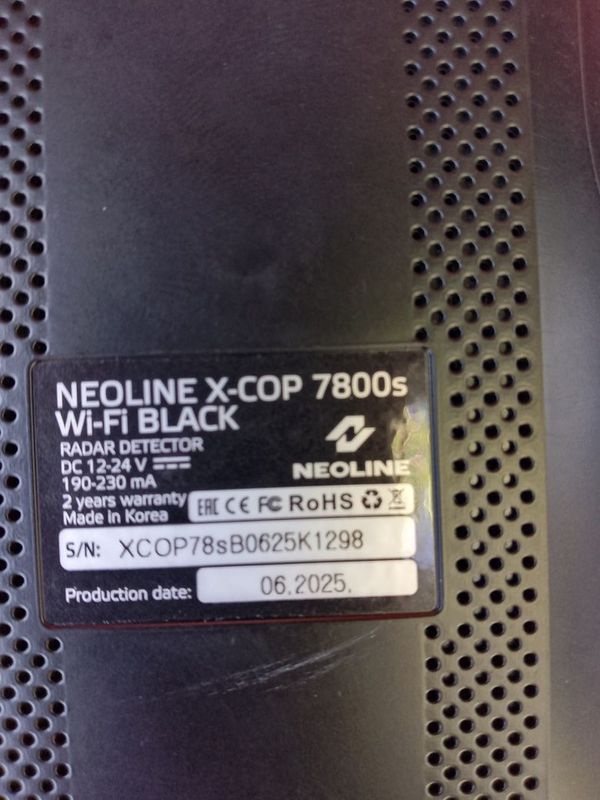 NEOLINE X-COP 7800s
Wi-Fi BLACK
RADAR DETECTOR
DC 12-24 V
190-230 mA
2 years warranty
Made in Korea
NEOLINE
EAC CE FC RoHS
S/N: XCOP78sB0625K1298
Production date: 06.2025.